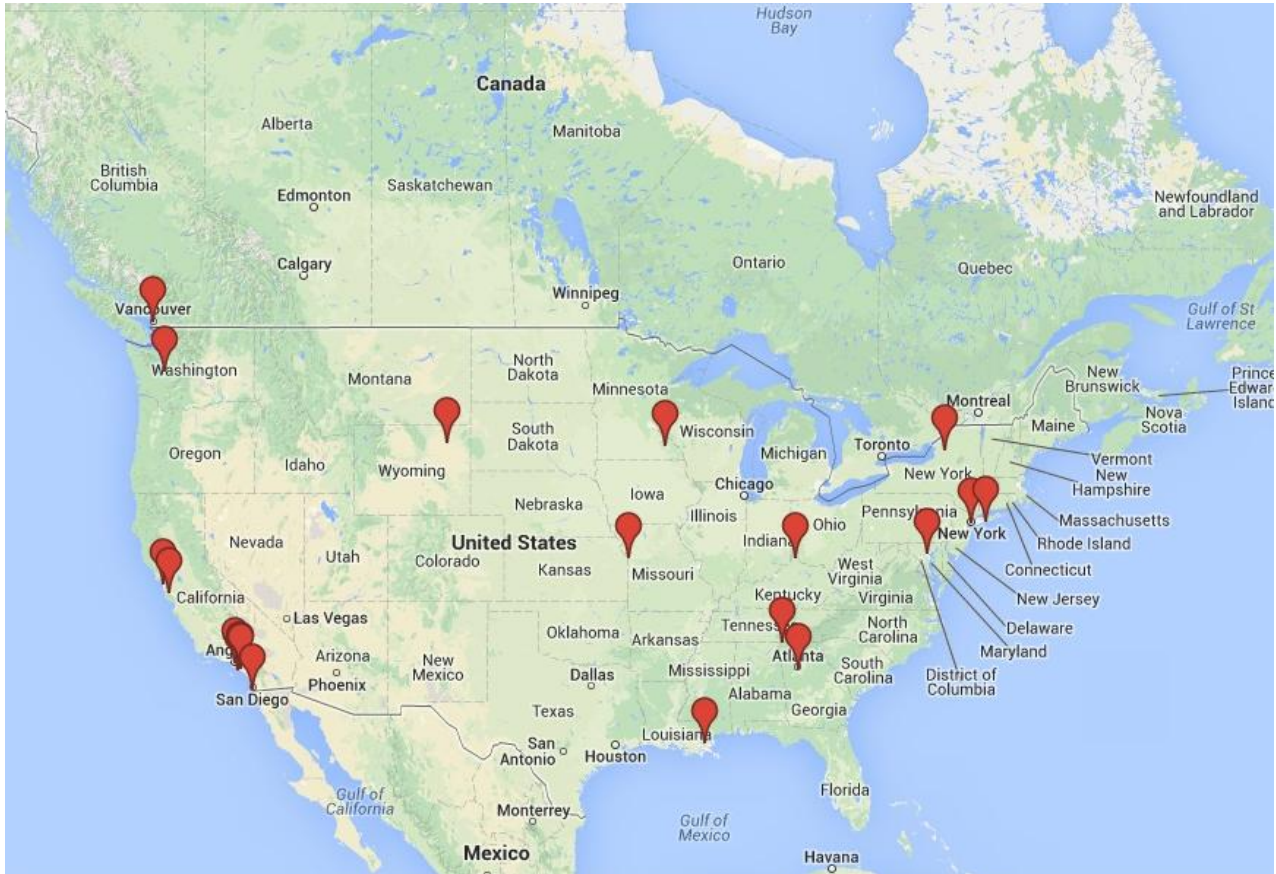 Hudson
Bay
Canada
Alberta
Manitoba
British
Columbia
Edmonton
Saskatchewan
Newfoundland
and Labrador
Calgary
Ontario
Quebec
Winnipeg
Vancouver
Gulf of St
Lawrence
Washington
Montana
North
Dakota
Minnesota
New
Brunswick
Prince
Edward
Island
Montreal
Nova
Scotia
Maine
South
Dakota
Wisconsin
Toronto
Michigan
Oregon
Idaho
Wyoming
New York
Vermont
New
Hampshire
Chicago
Iowa
Nebraska
Illinois
Pennsylvania
Massachusetts
Ohio
New York
Rhode Island
Indiana
Nevada
United States
Utah
Colorado
Kansas
Missouri
West
Virginia
Connecticut
California
Kentucky
Virginia
New Jersey
Las Vegas
Tennessee
North
Carolina
Delaware
Oklahoma
Arkansas
Maryland
Ang
Arizona
New
Mexico
Atlanta
Mississippi
South
Carolina
District of
Columbia
Phoenix
Dallas
Alabama
San Diego
Texas
Georgia
Louisiana
San
Antonio
Houston
Florida
Gulf of
California
Monterrey
Gulf of
Mexico
Mexico
Havana